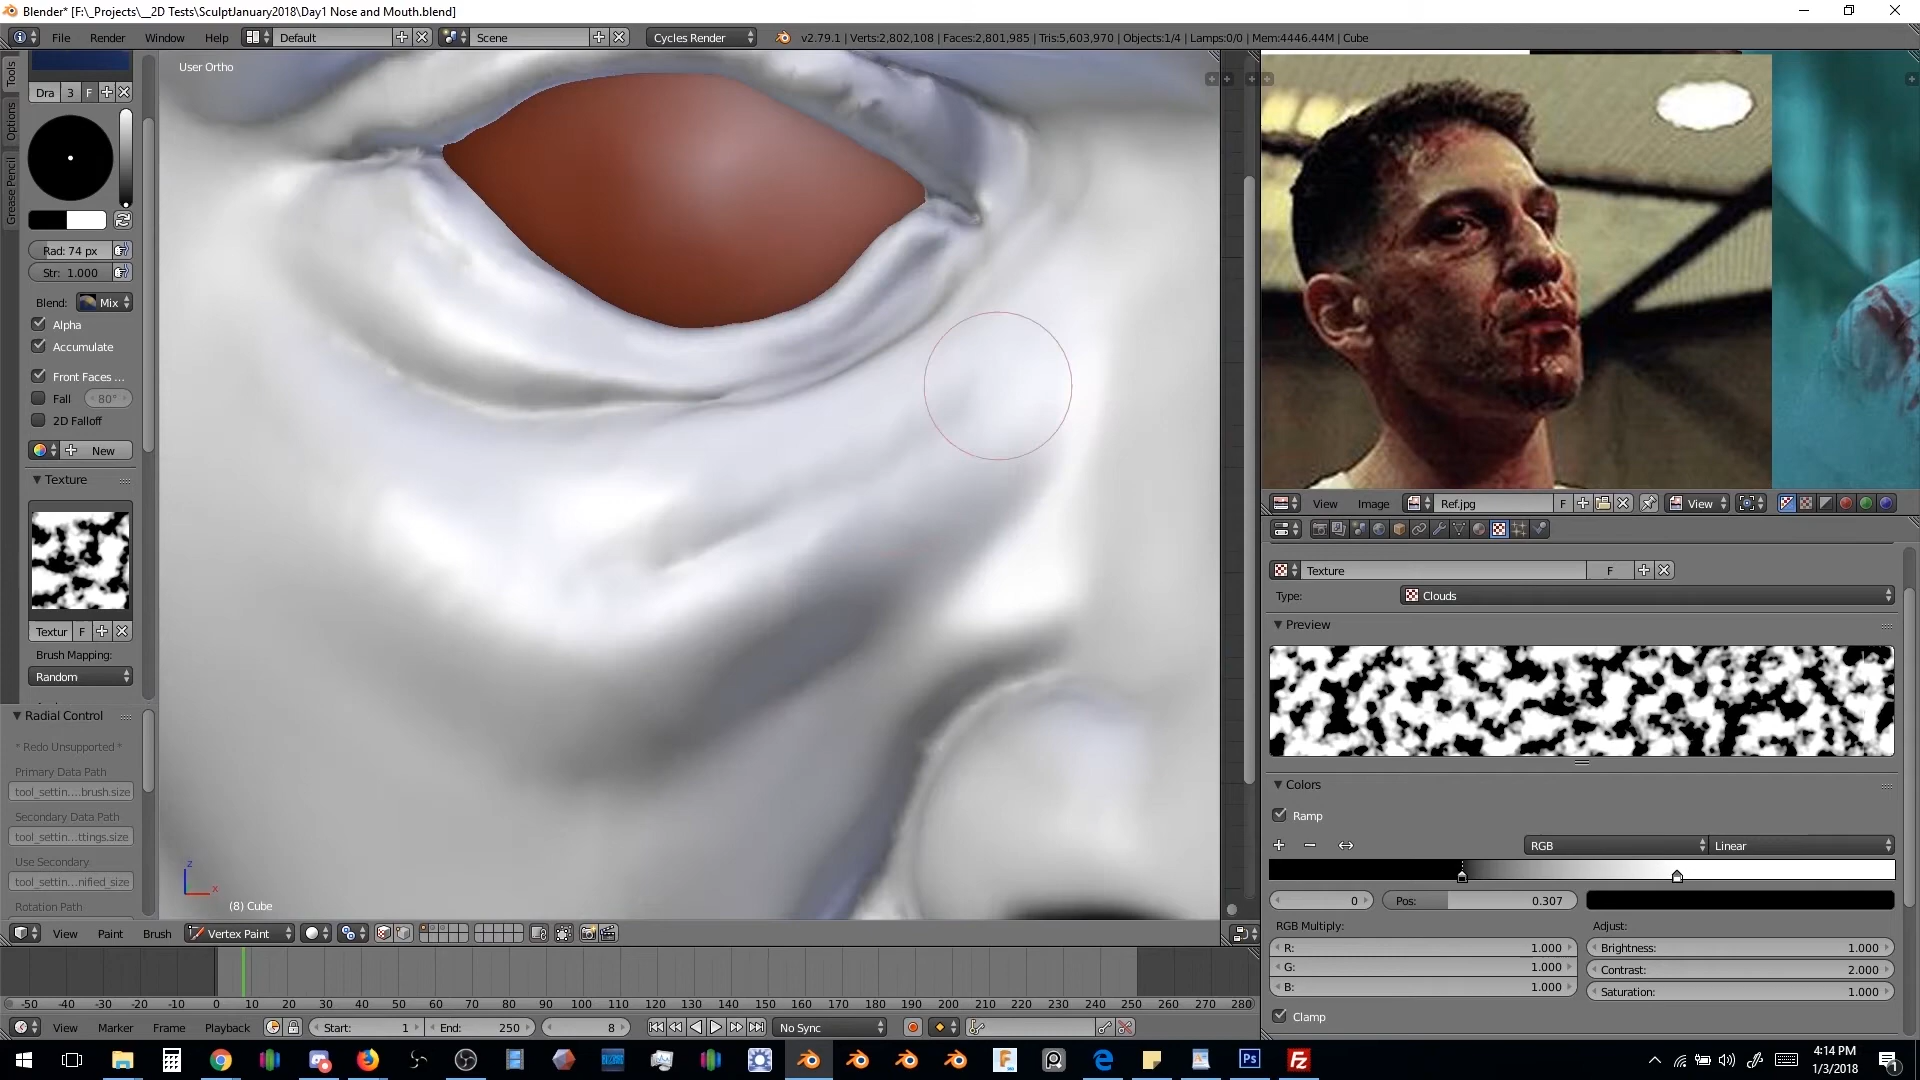 Blender* [F:\_Projects\__2D Tests\SculptJanuary2018\Day1 Nose and Mouth.blend]
File Render Window Help Default Scene Cycles Render v2.79.1 | Verts:2,802,108 | Faces:2,801,985 | Tris:5,603,970 | Objects:1/4 | Lamps:0/0 | Mem:4446.44M | Cube
Tools
Options
Grease Pencil
Dra 3 F
Rad: 74 px
Str: 1.000
Blend: Mix
Alpha
Accumulate
Front Faces ...
Fall 80°
2D Falloff
New
Texture
Textur F
Brush Mapping:
Random
Radial Control
* Redo Unsupported *
Primary Data Path
tool_settin....brush.size
Secondary Data Path
tool_settin...ttings.size
Use Secondary
tool_settin...nified_size
Rotation Path
User Ortho
z
x
(8) Cube
View Paint Brush Vertex Paint
View Image Ref.jpg F View
Texture F
Type: Clouds
Preview
Colors
Ramp
RGB Linear
0 Pos: 0.307
RGB Multiply: Adjust:
R: 1.000 Brightness: 1.000
G: 1.000 Contrast: 2.000
B: 1.000 Saturation: 1.000
Clamp
-50 -40 -30 -20 -10 0 10 20 30 40 50 60 70 80 90 100 110 120 130 140 150 160 170 180 190 200 210 220 230 240 250 260 270 280
View Marker Frame Playback Start: 1 End: 250 8 No Sync
Ps
4:14 PM
1/3/2018
1